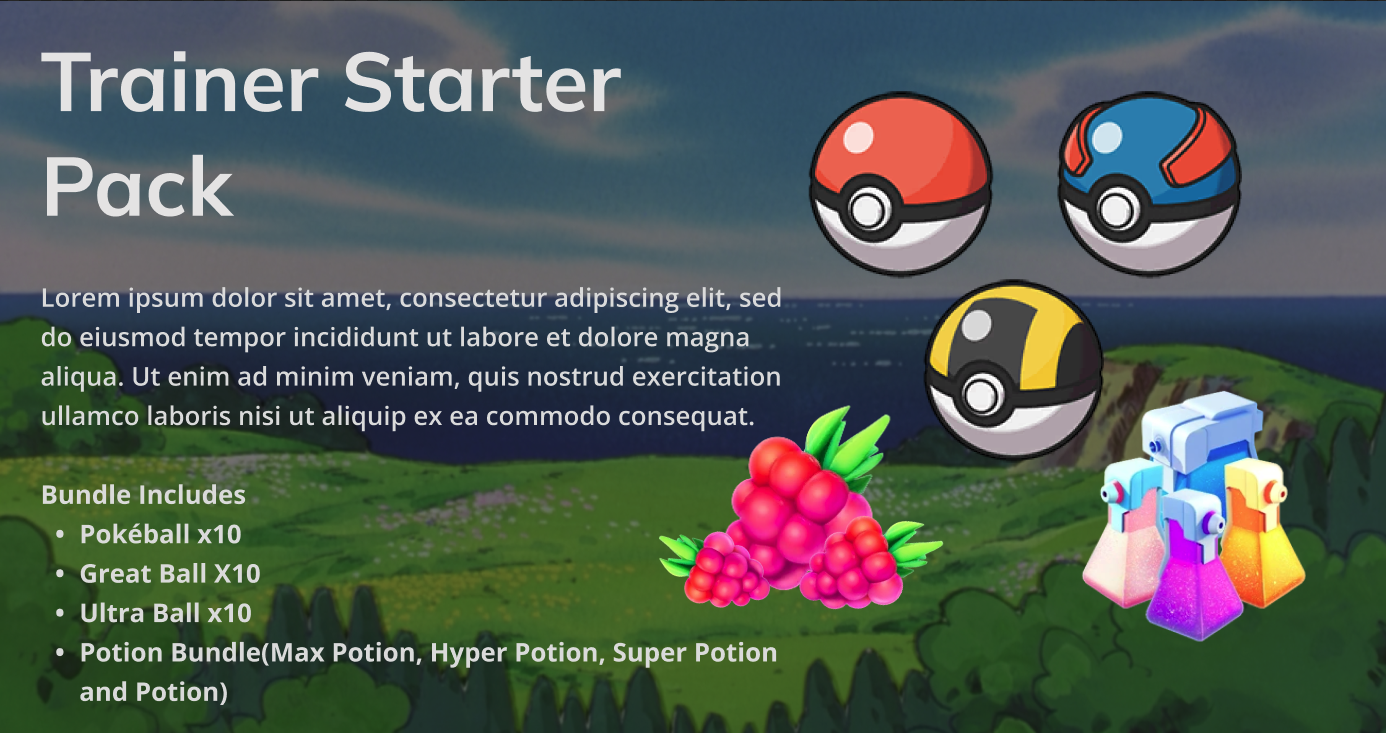 Trainer Starter
Pack
Lorem ipsum dolor sit amet, consectetur adipiscing elit, sed
do eiusmod tempor incididunt ut labore et dolore magna
aliqua. Ut enim ad minim veniam, quis nostrud exercitation
ullamco laboris nisi ut aliquip ex ea commodo consequat.
Bundle Includes
• Pokéball x10
• Great Ball X10
• Ultra Ball x10
• Potion Bundle(Max Potion, Hyper Potion, Super Potion
and Potion)